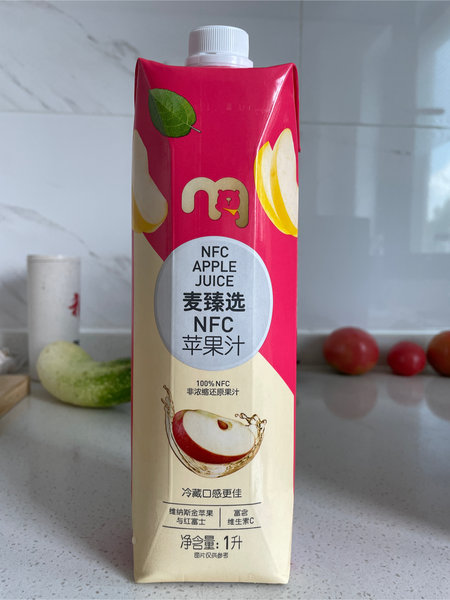 NFC
APPLE
JUICE
麦臻选
NFC
苹果汁
100% NFC
非浓缩还原果汁
冷藏口感更佳
维纳斯金苹果
与红富士
富含
维生素C
净含量:1升
图片仅供参考